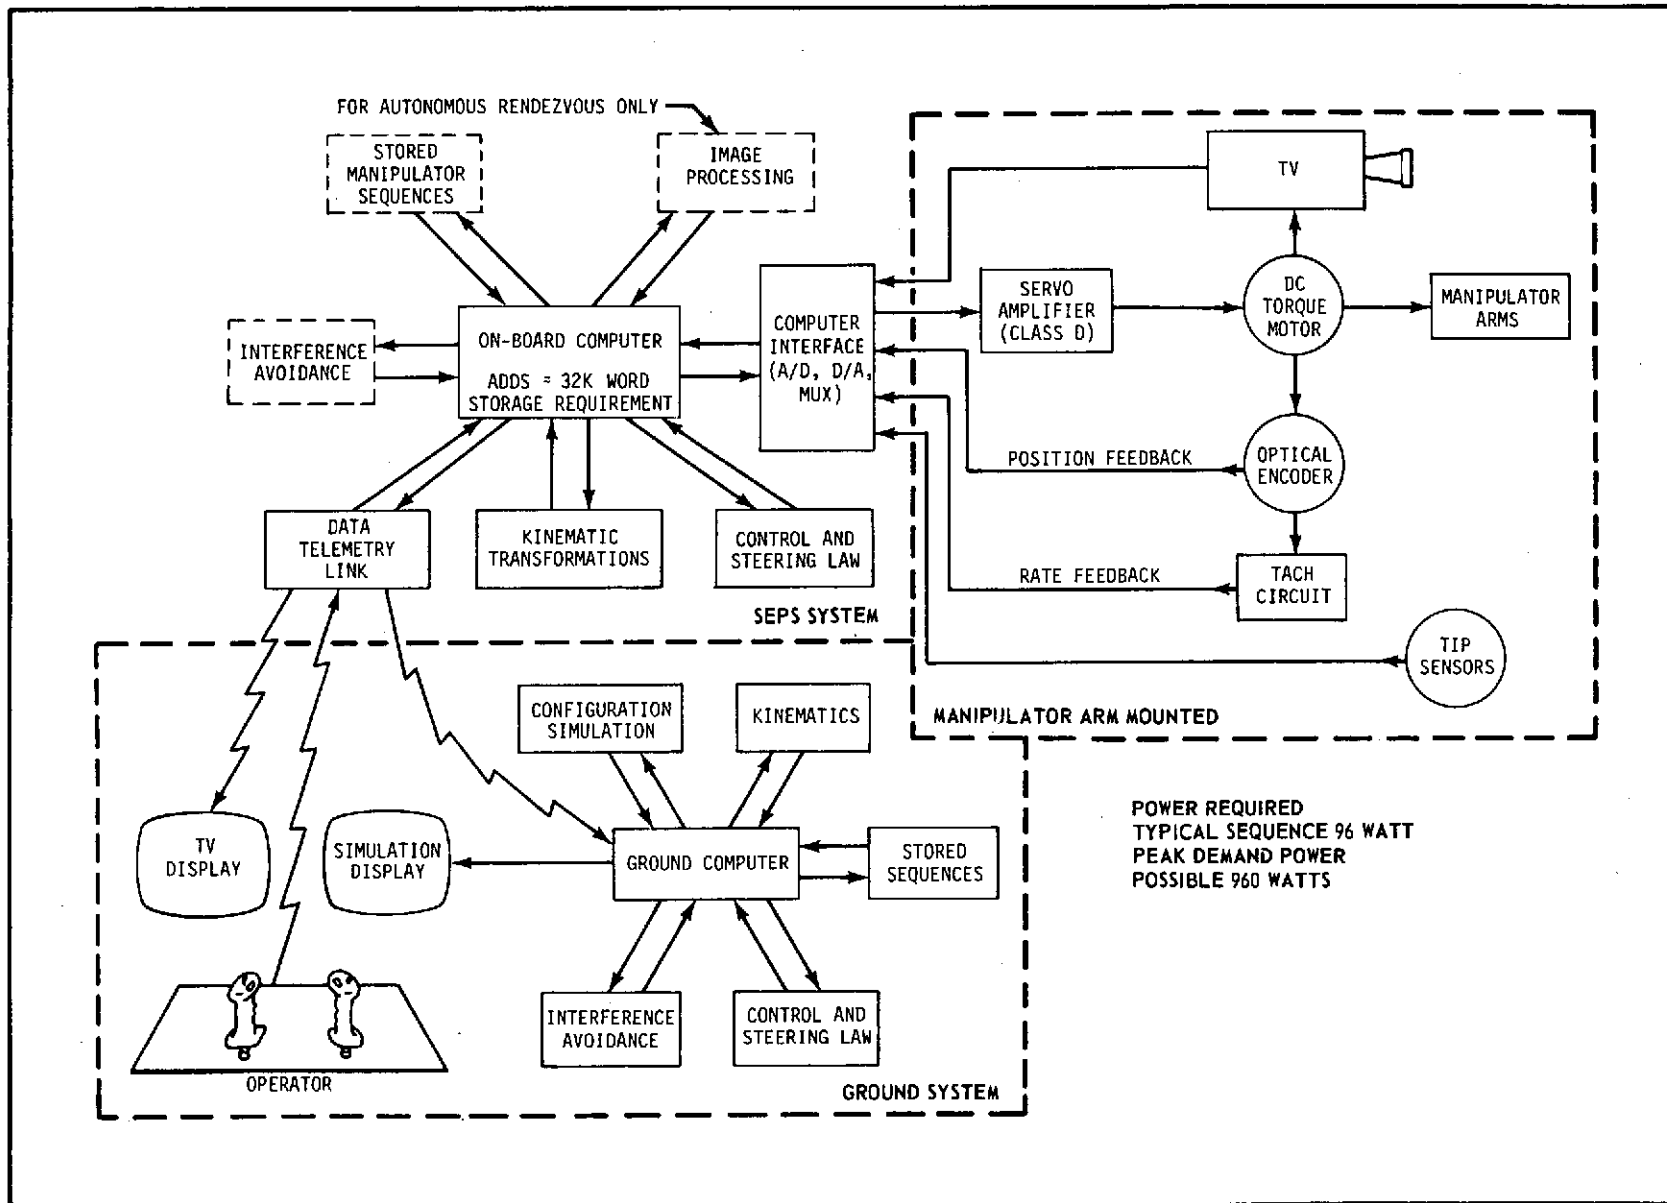 FOR AUTONOMOUS RENDEZVOUS ONLY
STORED
MANIPULATOR
SEQUENCES
IMAGE
PROCESSING
TV
INTERFERENCE
AVOIDANCE
ON-BOARD COMPUTER
ADDS ≈ 32K WORD
STORAGE REQUIREMENT
COMPUTER
INTERFACE
(A/D, D/A,
MUX)
SERVO
AMPLIFIER
(CLASS D)
DC
TORQUE
MOTOR
MANIPULATOR
ARMS
POSITION FEEDBACK
OPTICAL
ENCODER
DATA
TELEMETRY
LINK
KINEMATIC
TRANSFORMATIONS
CONTROL AND
STEERING LAW
RATE FEEDBACK
TACH
CIRCUIT
SEPS SYSTEM
TIP
SENSORS
MANIPULATOR ARM MOUNTED
CONFIGURATION
SIMULATION
KINEMATICS
TV
DISPLAY
SIMULATION
DISPLAY
GROUND COMPUTER
STORED
SEQUENCES
POWER REQUIRED
TYPICAL SEQUENCE 96 WATT
PEAK DEMAND POWER
POSSIBLE 960 WATTS
INTERFERENCE
AVOIDANCE
CONTROL AND
STEERING LAW
OPERATOR
GROUND SYSTEM